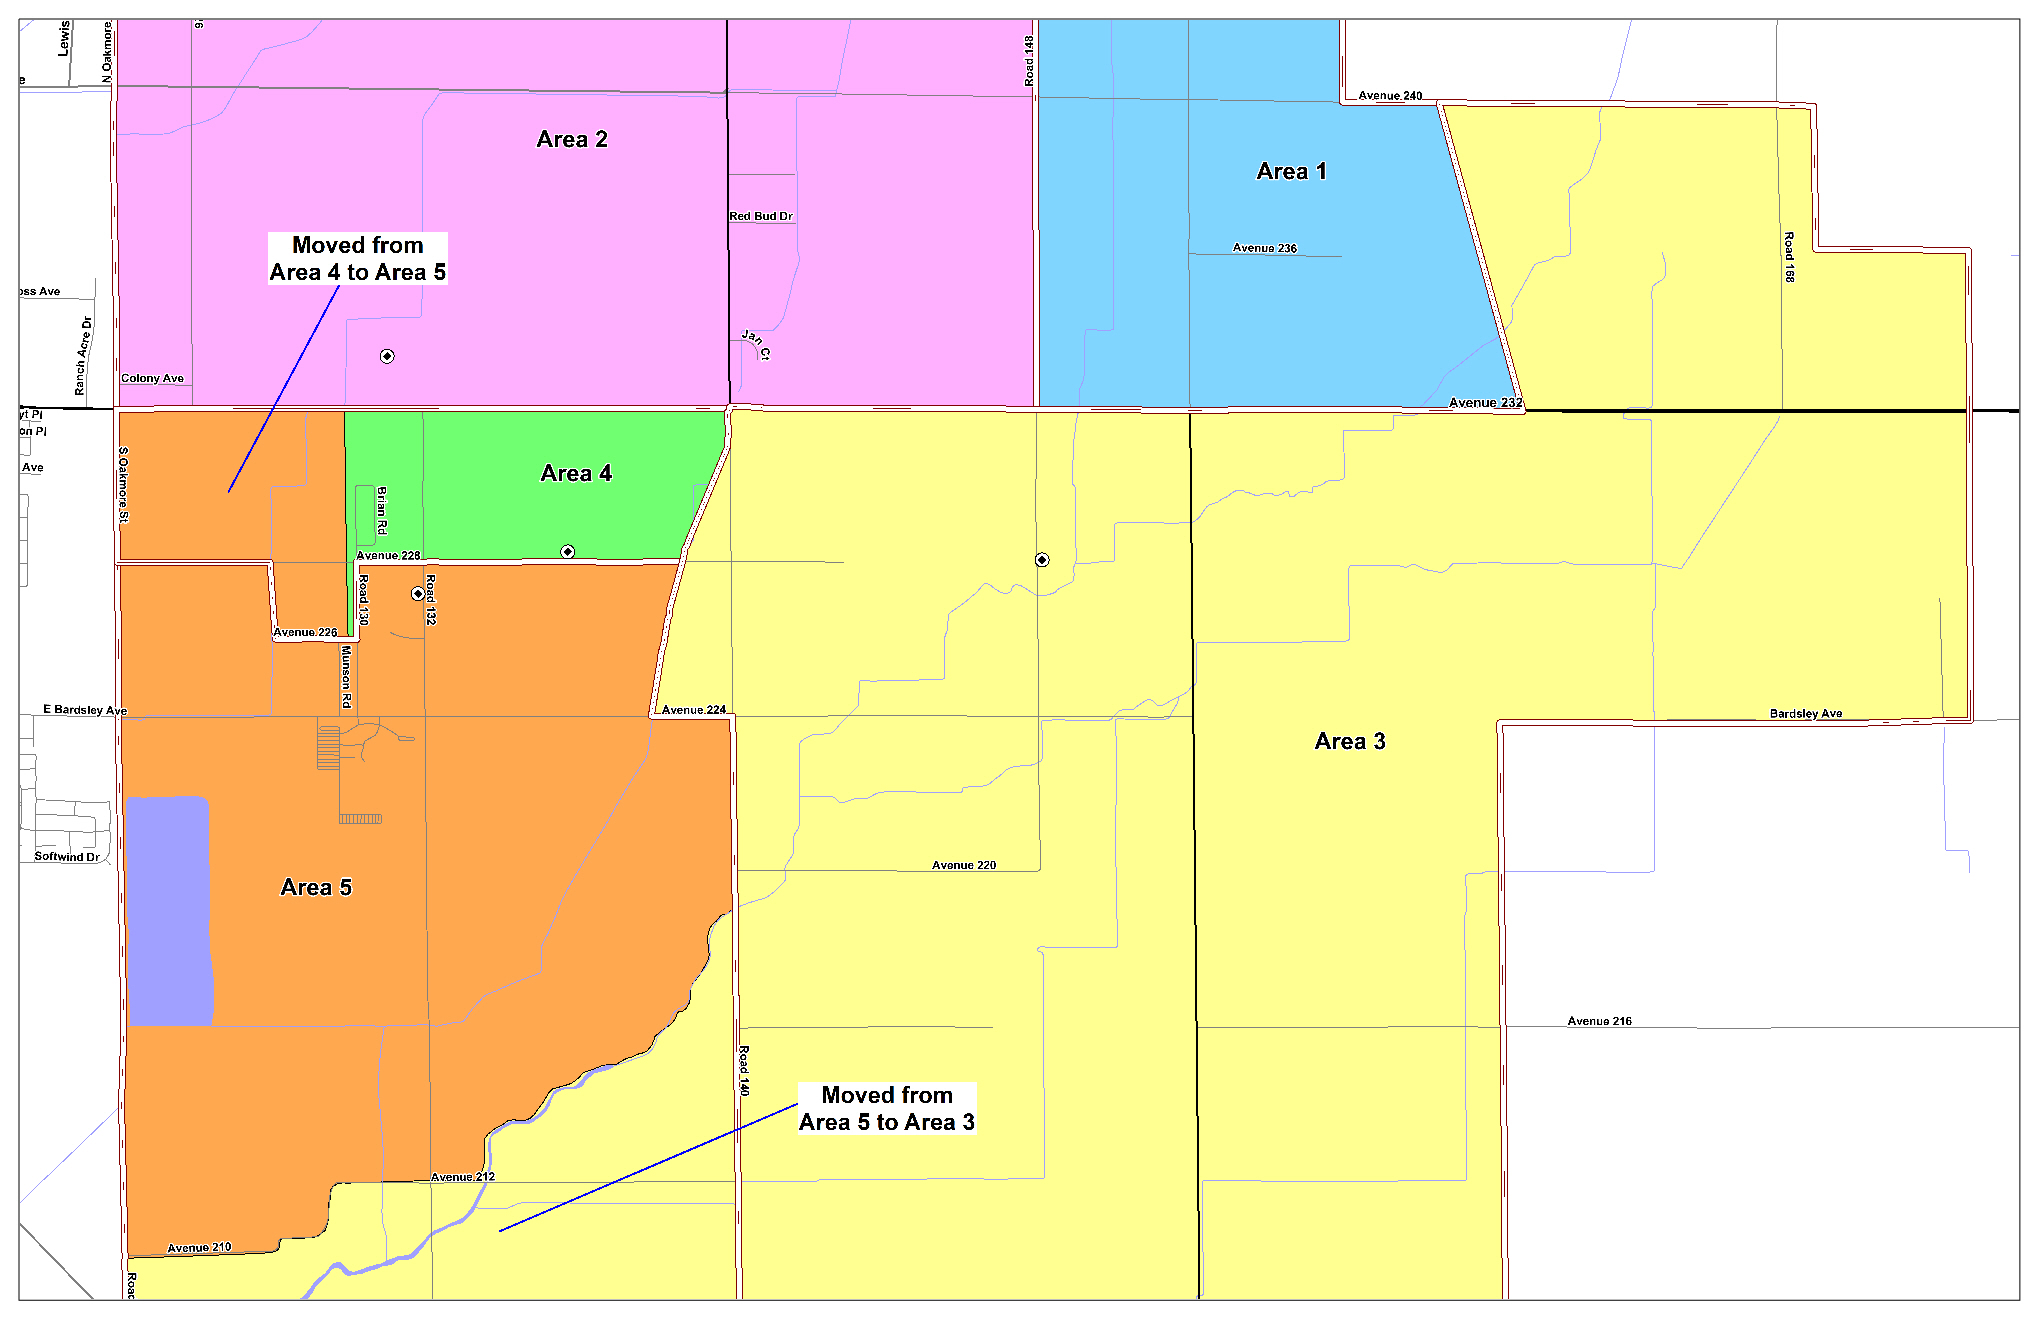 Lewis
N Oakmore
Road 148
Avenue 240
Area 2
Area 1
Red Bud Dr
Avenue 236
Road 168
Moved from
Area 4 to Area 5
Ave
Ranch Acre Dr
Jan Ct
Colony Ave
Avenue 232
Pl
Pl
Ave
S Oakmore St
Area 4
Brian Rd
Avenue 228
Road 130
Road 132
Avenue 226
Munson Rd
E Bardsley Ave
Avenue 224
Bardsley Ave
Area 3
Softwind Dr
Avenue 220
Area 5
Avenue 216
Road 140
Moved from
Area 5 to Area 3
Avenue 212
Avenue 210